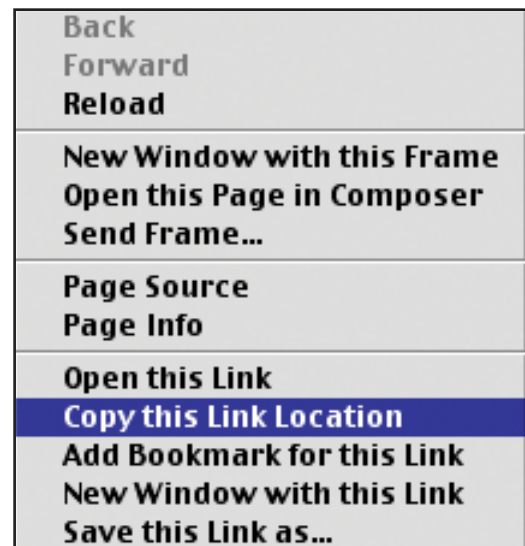 Back
Forward
Reload
New Window with this Frame
Open this Page in Composer
Send Frame...
Page Source
Page Info
Open this Link
Copy this Link Location
Add Bookmark for this Link
New Window with this Link
Save this Link as...